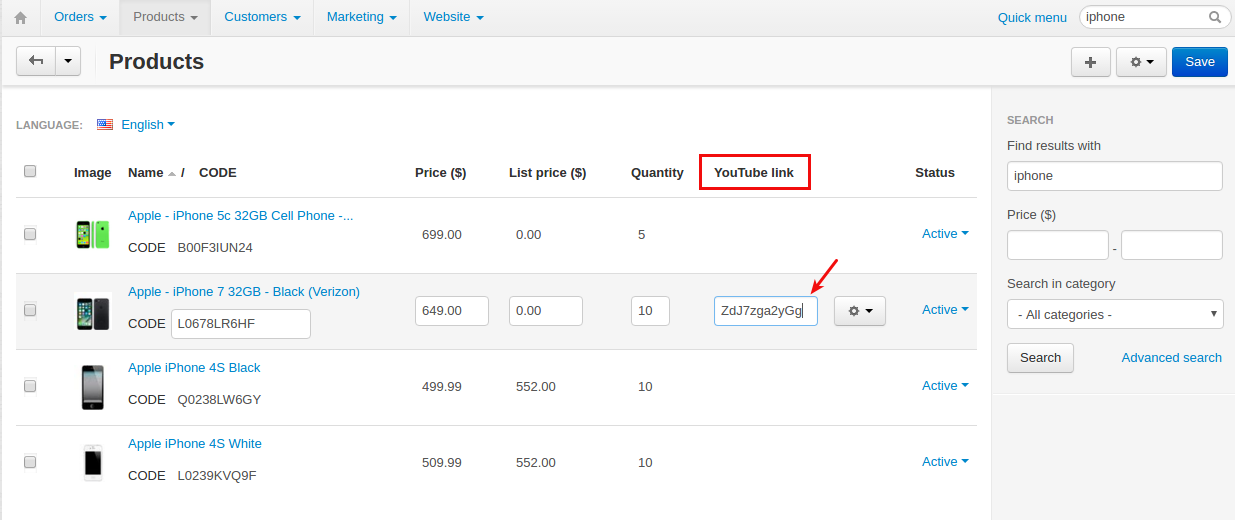 Orders Products Customers Marketing Website Quick menu iphone
Products Save
LANGUAGE: English
SEARCH
Find results with
iphone
Price ($)
-
Search in category
- All categories -
Search Advanced search
Image Name / CODE Price ($) List price ($) Quantity YouTube link Status
Apple - iPhone 5c 32GB Cell Phone -...
CODE B00F3IUN24 699.00 0.00 5 Active
Apple - iPhone 7 32GB - Black (Verizon)
CODE L0678LR6HF 649.00 0.00 10 ZdJ7zga2yGg Active
Apple iPhone 4S Black
CODE Q0238LW6GY 499.99 552.00 10 Active
Apple iPhone 4S White
CODE L0239KVQ9F 509.99 552.00 10 Active